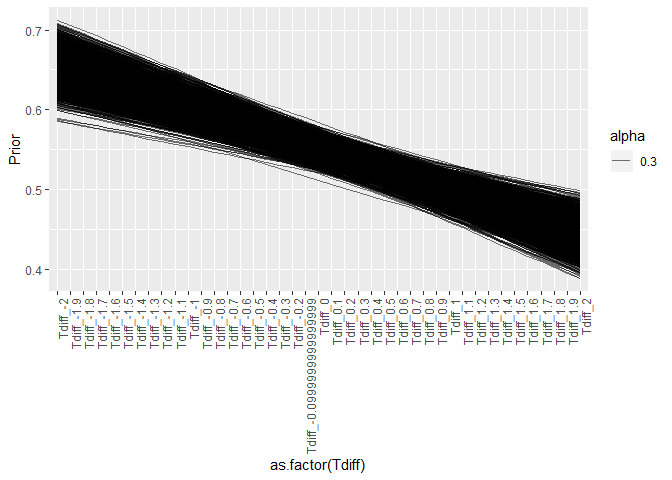 0.7
0.6
0.5
0.4
Prior
Tdiff_-2
Tdiff_-1.9
Tdiff_-1.8
Tdiff_-1.7
Tdiff_-1.6
Tdiff_-1.5
Tdiff_-1.4
Tdiff_-1.3
Tdiff_-1.2
Tdiff_-1.1
Tdiff_-1
Tdiff_-0.9
Tdiff_-0.8
Tdiff_-0.7
Tdiff_-0.6
Tdiff_-0.5
Tdiff_-0.4
Tdiff_-0.3
Tdiff_-0.2
Tdiff_-0.0999999999999999
Tdiff_0
Tdiff_0.1
Tdiff_0.2
Tdiff_0.3
Tdiff_0.4
Tdiff_0.5
Tdiff_0.6
Tdiff_0.7
Tdiff_0.8
Tdiff_0.9
Tdiff_1
Tdiff_1.1
Tdiff_1.2
Tdiff_1.3
Tdiff_1.4
Tdiff_1.5
Tdiff_1.6
Tdiff_1.7
Tdiff_1.8
Tdiff_1.9
Tdiff_2
as.factor(Tdiff)
alpha
0.3